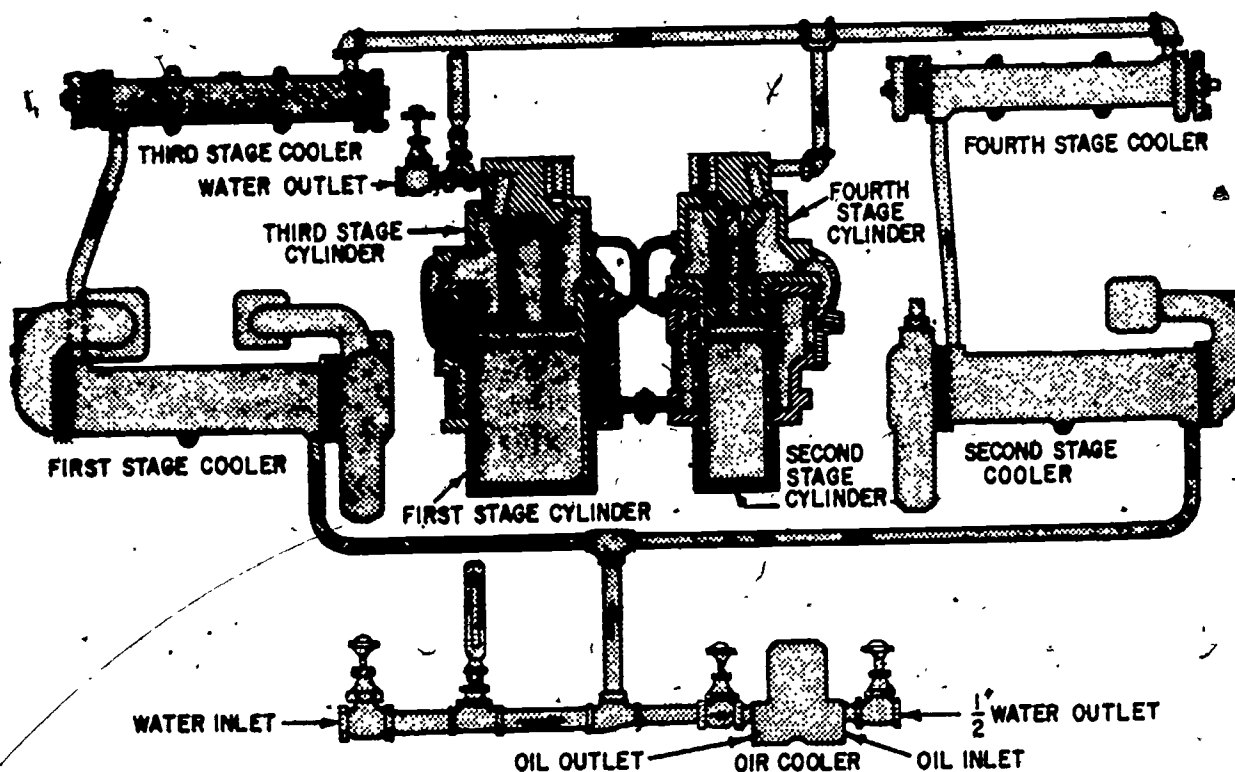 THIRD STAGE COOLER
WATER OUTLET
THIRD STAGE
CYLINDER
FOURTH
STAGE
CYLINDER
FOURTH STAGE COOLER
FIRST STAGE COOLER
FIRST STAGE CYLINDER
SECOND
STAGE
CYLINDER
SECOND STAGE
COOLER
WATER INLET
OIL OUTLET
OIR COOLER
OIL INLET
1/2" WATER OUTLET